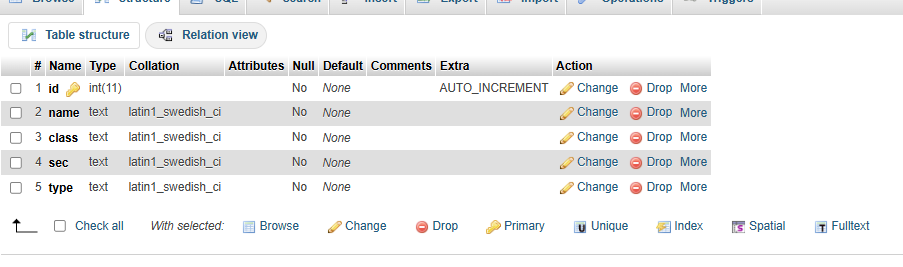 Browse Structure SQL Search Insert Export Import Operations Triggers
Table structure Relation view
# Name Type Collation Attributes Null Default Comments Extra Action
1 id int(11) No None AUTO_INCREMENT Change Drop More
2 name text latin1_swedish_ci No None Change Drop More
3 class text latin1_swedish_ci No None Change Drop More
4 sec text latin1_swedish_ci No None Change Drop More
5 type text latin1_swedish_ci No None Change Drop More
Check all With selected: Browse Change Drop Primary Unique Index Spatial Fulltext